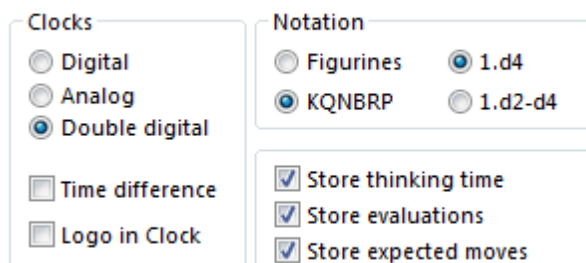 Clocks
Digital
Analog
Double digital
Time difference
Logo in Clock
Notation
Figurines
1.d4
KQNBRP
1.d2-d4
Store thinking time
Store evaluations
Store expected moves